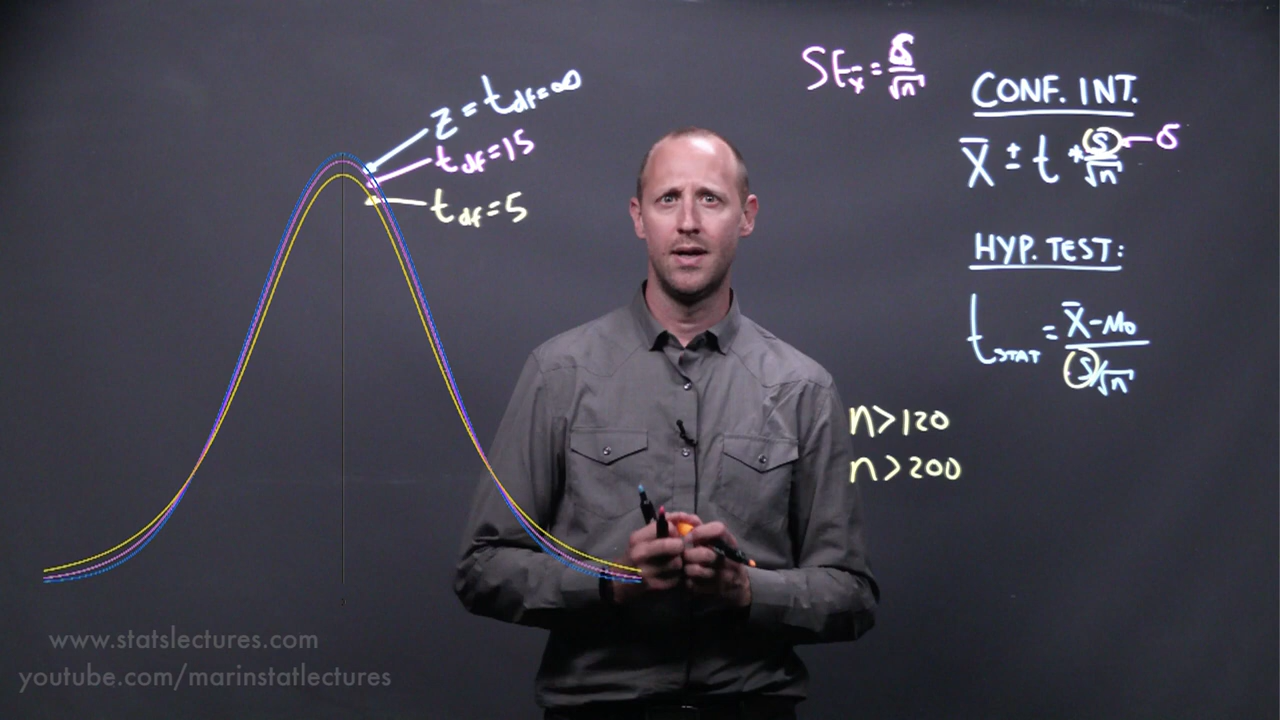 z = t df=∞
t df=15
t df=5
SE x̄ = σ/√n
CONF. INT.
x̄ ± t * s/√n ← σ
HYP. TEST:
t STAT = x̄ - μ₀ / s/√n
n > 120
n > 200
www.statslectures.com
youtube.com/marinstatlectures